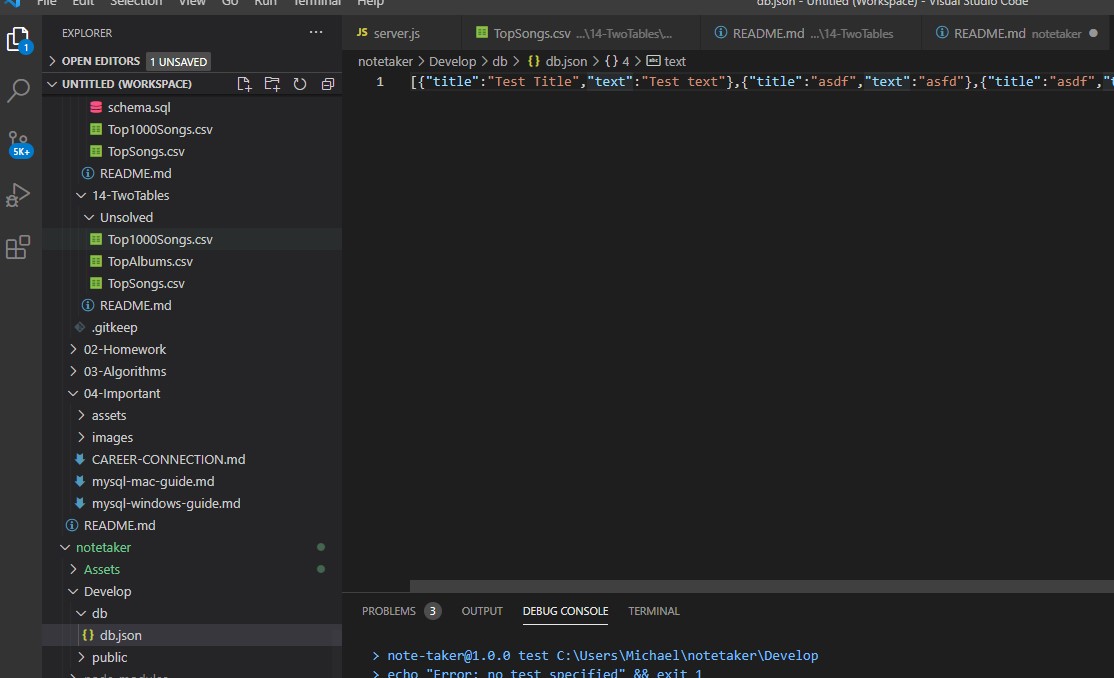 File Edit Selection View Go Run Terminal Help db.json - Untitled (Workspace) - Visual Studio Code
1
EXPLORER ...
JS server.js TopSongs.csv ...\14-TwoTables\... README.md ...\14-TwoTables README.md notetaker
OPEN EDITORS 1 UNSAVED
notetaker > Develop > db > {} db.json > {} 4 > abc text
UNTITLED (WORKSPACE)
1 [{"title":"Test Title","text":"Test text"},{"title":"asdf","text":"asfd"},{"title":"asdf","t
schema.sql
Top1000Songs.csv
TopSongs.csv
5K+
README.md
14-TwoTables
Unsolved
Top1000Songs.csv
TopAlbums.csv
TopSongs.csv
README.md
.gitkeep
02-Homework
03-Algorithms
04-Important
assets
images
CAREER-CONNECTION.md
mysql-mac-guide.md
mysql-windows-guide.md
README.md
notetaker
Assets
Develop
db
{} db.json
public
node_modules
PROBLEMS 3 OUTPUT DEBUG CONSOLE TERMINAL
> note-taker@1.0.0 test C:\Users\Michael\notetaker\Develop
> echo "Error: no test specified" && exit 1